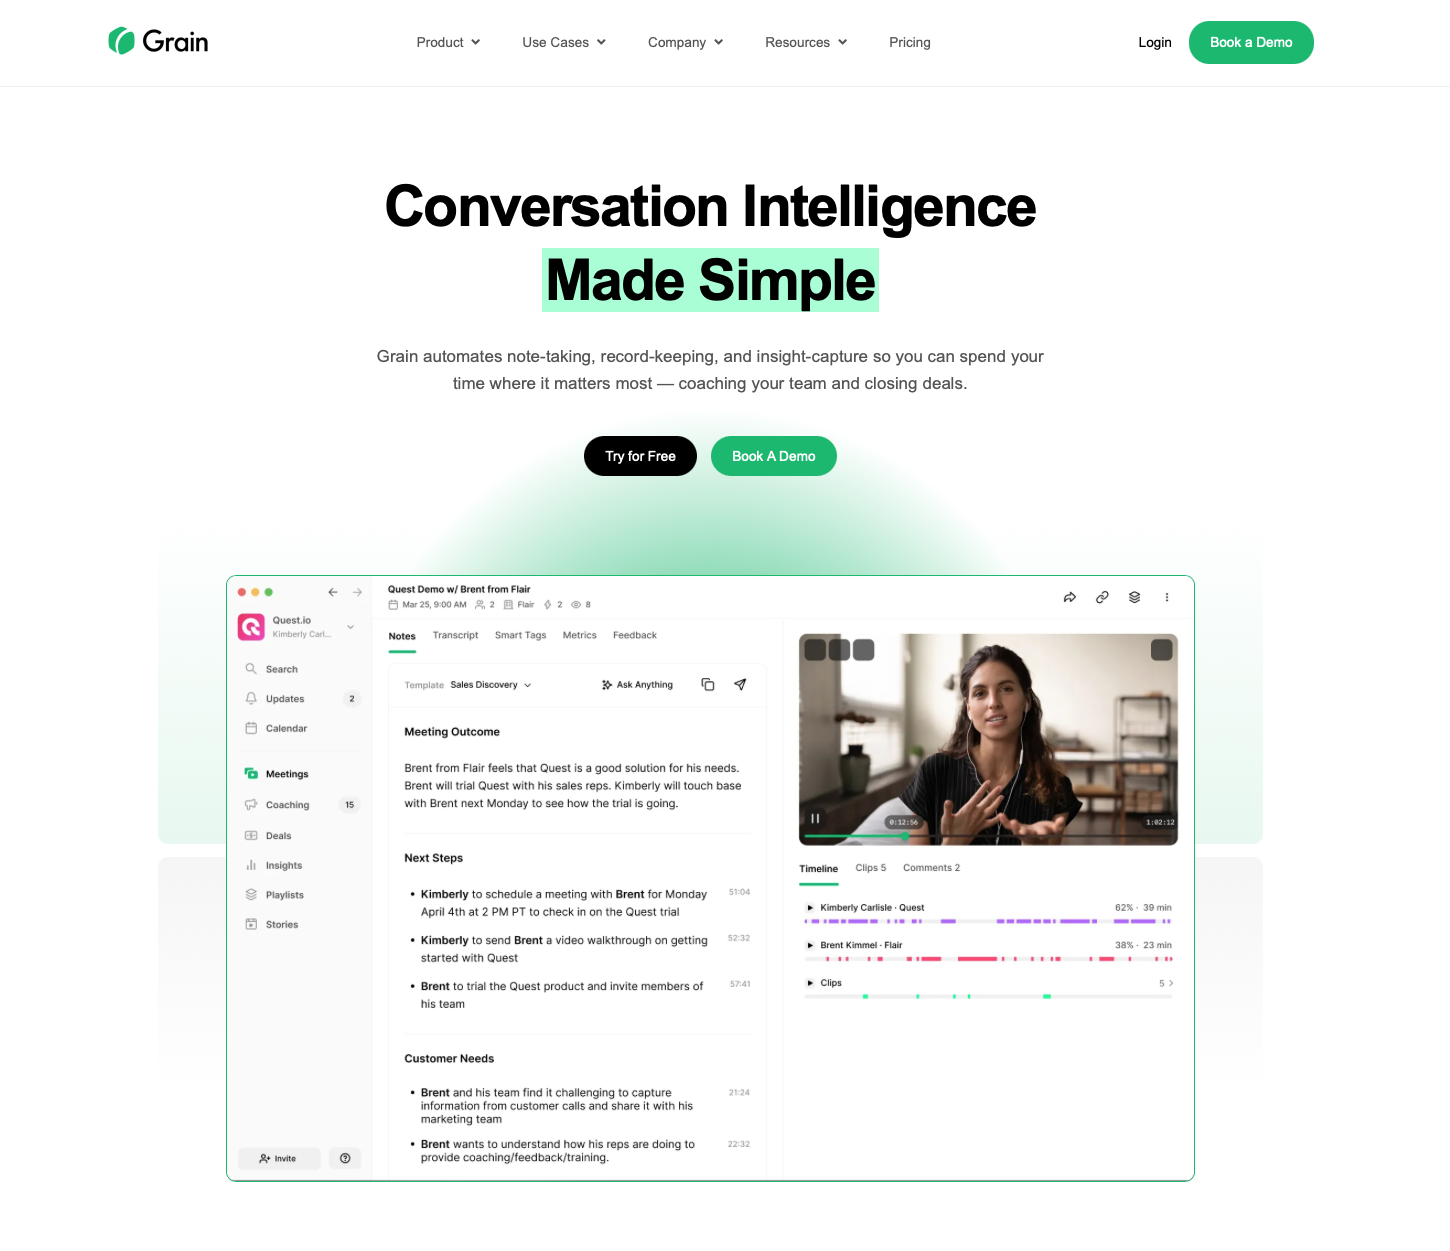 Grain
Product
Use Cases
Company
Resources
Pricing
Login
Book a Demo
Conversation Intelligence
Made Simple
Grain automates note-taking, record-keeping, and insight-capture so you can spend your
time where it matters most — coaching your team and closing deals.
Try for Free
Book A Demo
Quest.io
Kimberly Carl...
Search
Updates 2
Calendar
Meetings
Coaching 15
Deals
Insights
Playlists
Stories
Invite
Quest Demo w/ Brent from Flair
Mar 25, 9:00 AM 2 Flair 2 8
Notes
Transcript
Smart Tags
Metrics
Feedback
Template Sales Discovery
Ask Anything
Meeting Outcome
Brent from Flair feels that Quest is a good solution for his needs.
Brent will trial Quest with his sales reps. Kimberly will touch base
with Brent next Monday to see how the trial is going.
Next Steps
• Kimberly to schedule a meeting with Brent for Monday 51:04
April 4th at 2 PM PT to check in on the Quest trial
• Kimberly to send Brent a video walkthrough on getting 52:32
started with Quest
• Brent to trial the Quest product and invite members of 57:41
his team
Customer Needs
• Brent and his team find it challenging to capture 21:24
information from customer calls and share it with his
marketing team
• Brent wants to understand how his reps are doing to 22:32
provide coaching/feedback/training.
0:12:56
1:02:12
Timeline
Clips 5
Comments 2
Kimberly Carlisle · Quest 62% · 39 min
Brent Kimmel · Flair 38% · 23 min
Clips 5